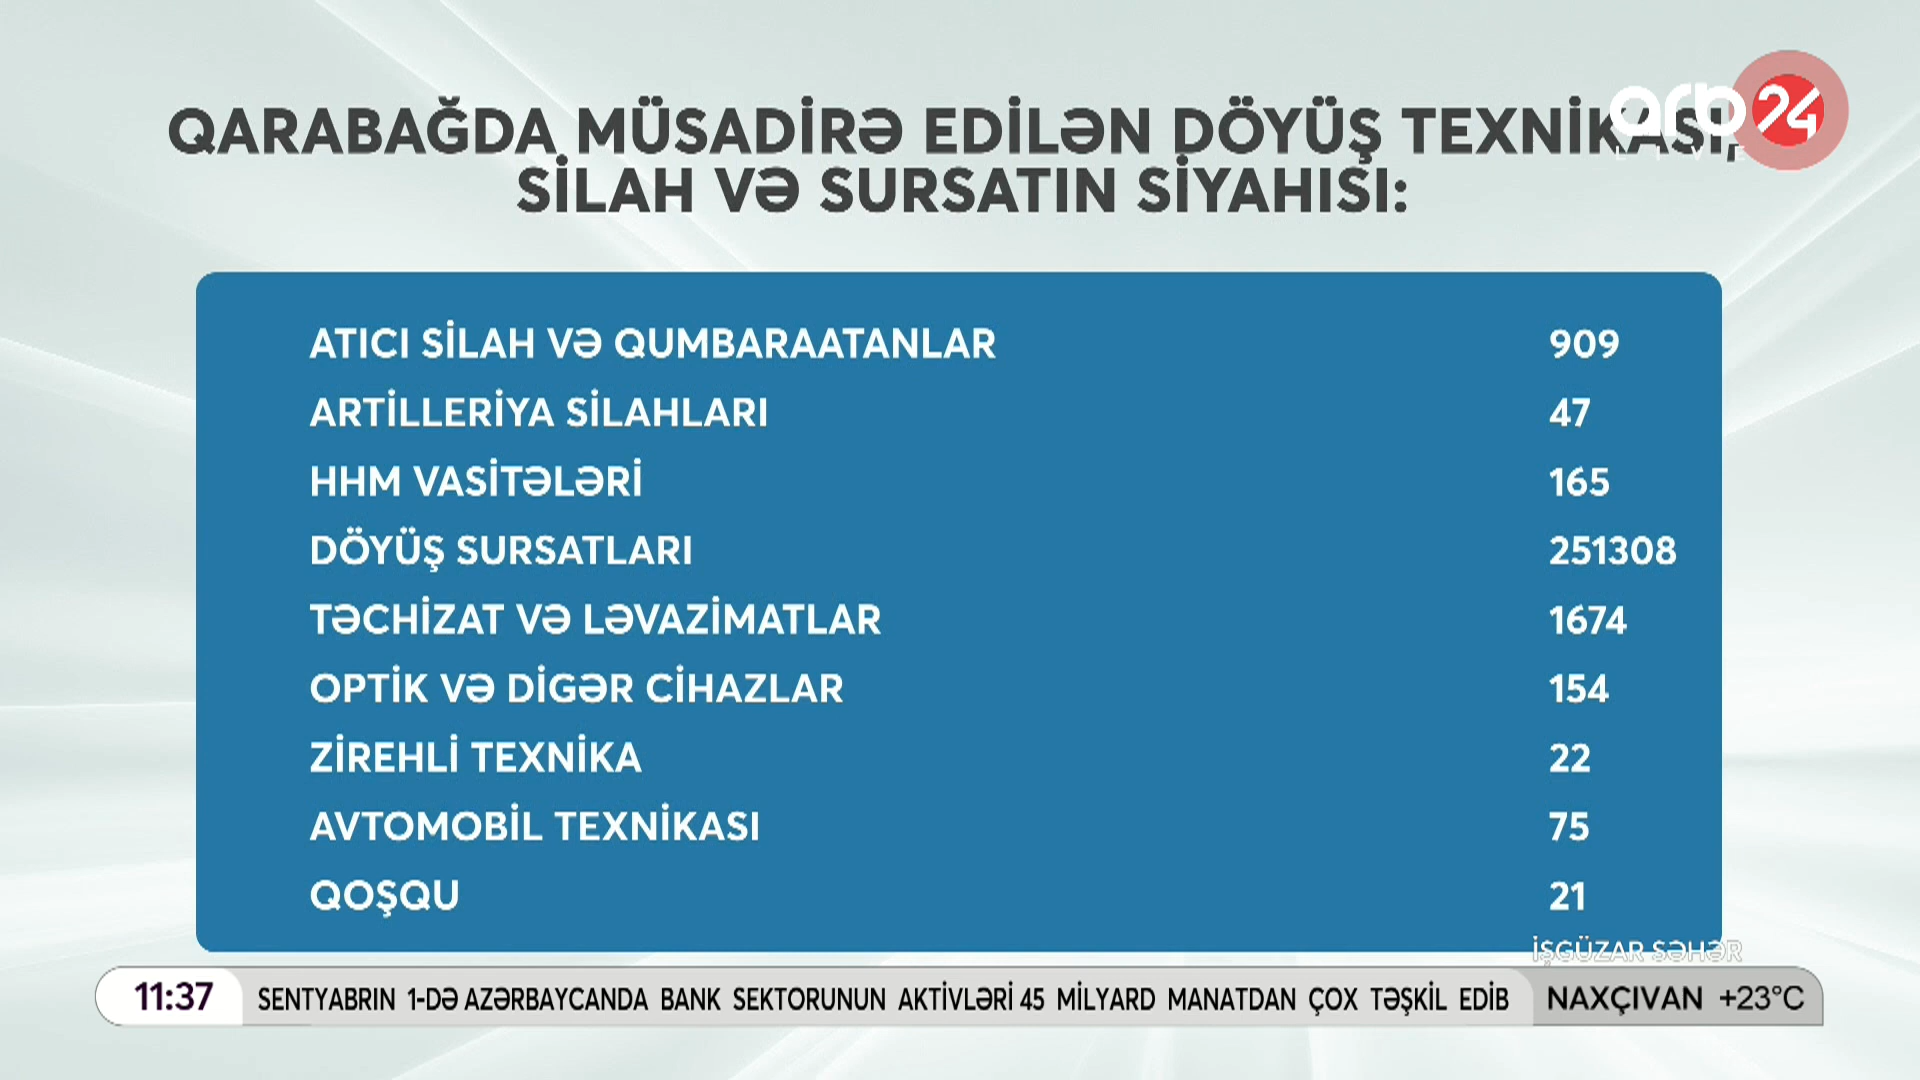 QARABAĞDA MÜSADİRƏ EDİLƏN DÖYÜŞ TEXNİKASI,
SİLAH VƏ SURSATIN SİYAHISI:
arb 24
LIVE
ATICI SİLAH VƏ QUMBARAATANLAR 909
ARTİLLERİYA SİLAHLARI 47
HHM VASİTƏLƏRİ 165
DÖYÜŞ SURSATLARI 251308
TƏCHİZAT VƏ LƏVAZİMATLAR 1674
OPTİK VƏ DİGƏR CİHAZLAR 154
ZİREHLİ TEXNİKA 22
AVTOMOBİL TEXNİKASI 75
QOŞQU 21
İŞGÜZAR SƏHƏR
11:37 SENTYABRIN 1-DƏ AZƏRBAYCANDA BANK SEKTORUNUN AKTİVLƏRİ 45 MİLYARD MANATDAN ÇOX TƏŞKİL EDİB NAXÇIVAN +23°C